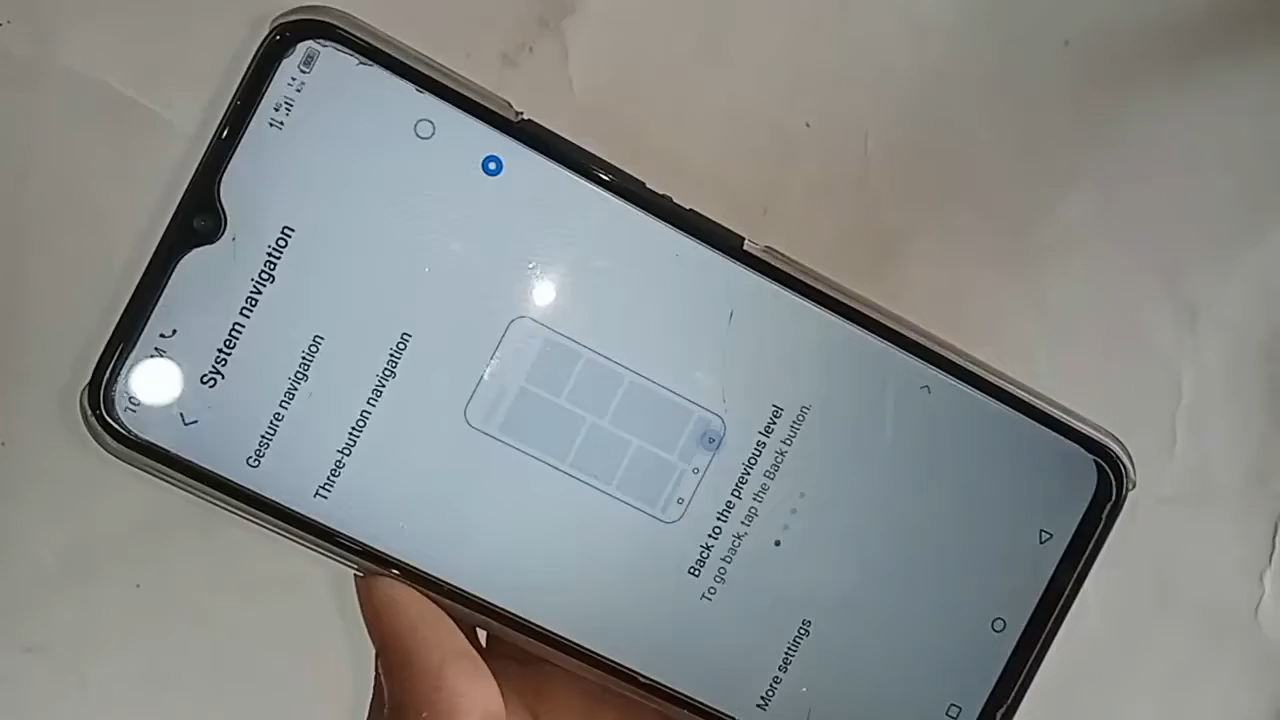 4G
System navigation
Gesture navigation
Three-button navigation
Back to the previous level
To go back, tap the Back button.
More settings